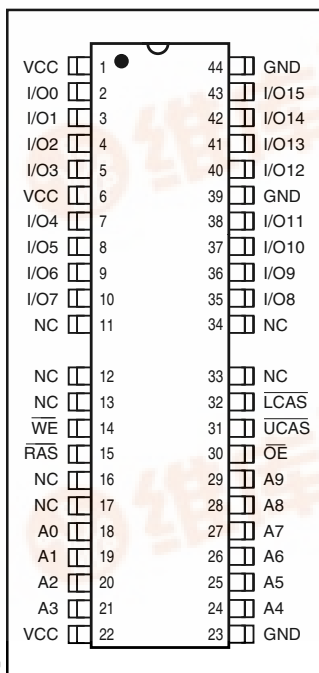 VCC 1 44 GND
I/O0 2 43 I/O15
I/O1 3 42 I/O14
I/O2 4 41 I/O13
I/O3 5 40 I/O12
VCC 6 39 GND
I/O4 7 38 I/O11
I/O5 8 37 I/O10
I/O6 9 36 I/O9
I/O7 10 35 I/O8
NC 11 34 NC
NC 12 33 NC
NC 13 32 LCAS
WE 14 31 UCAS
RAS 15 30 OE
NC 16 29 A9
NC 17 28 A8
A0 18 27 A7
A1 19 26 A6
A2 20 25 A5
A3 21 24 A4
VCC 22 23 GND